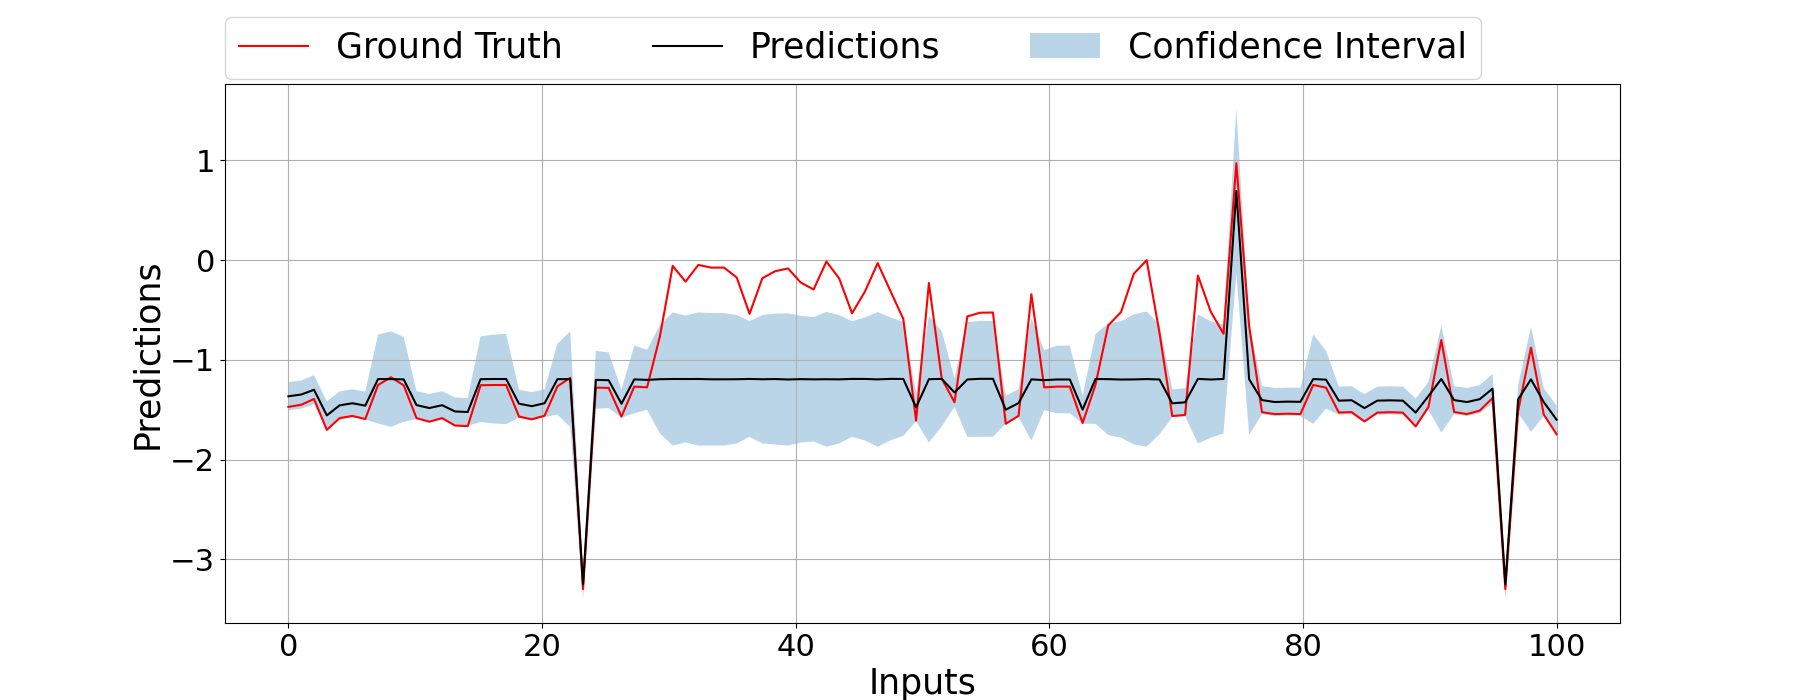 Ground Truth Predictions Confidence Interval
1
0
−1
−2
−3
Predictions
0 20 40 60 80 100
Inputs